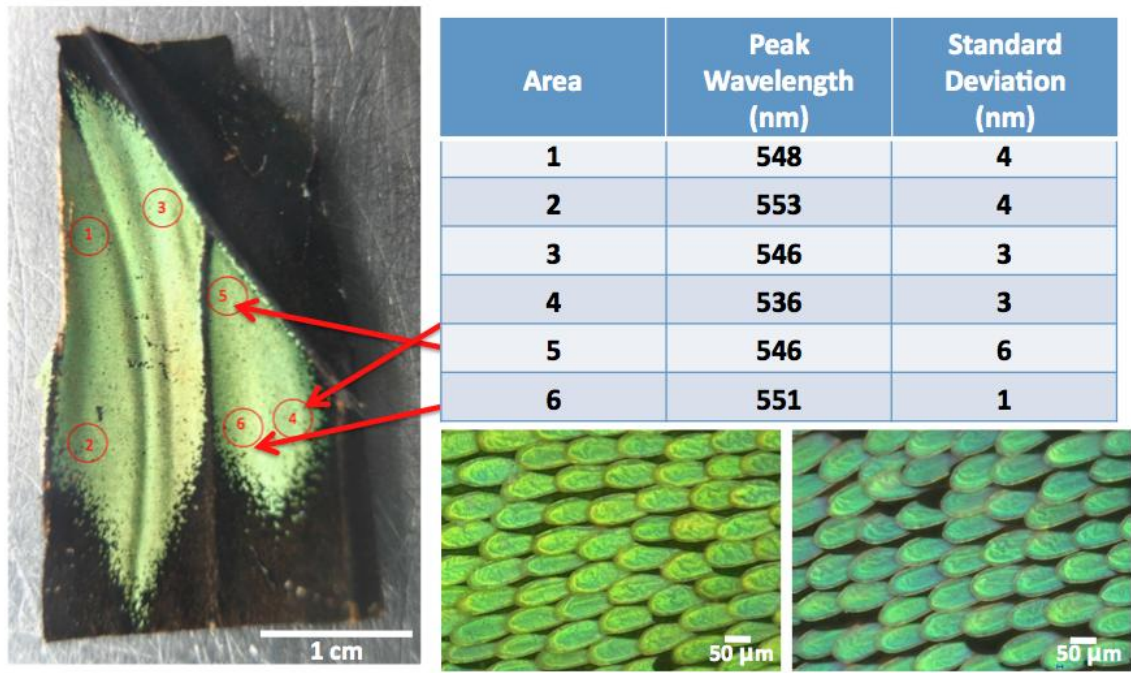 Area Peak Wavelength (nm) Standard Deviation (nm)
1 548 4
2 553 4
3 546 3
4 536 3
5 546 6
6 551 1
3
1
5
4
6
2
1 cm
50 µm
50 µm